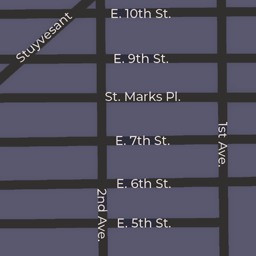 E. 10th St.
Stuyvesant
E. 9th St.
St. Marks Pl.
E. 7th St.
1st Ave.
E. 6th St.
2nd Ave.
E. 5th St.